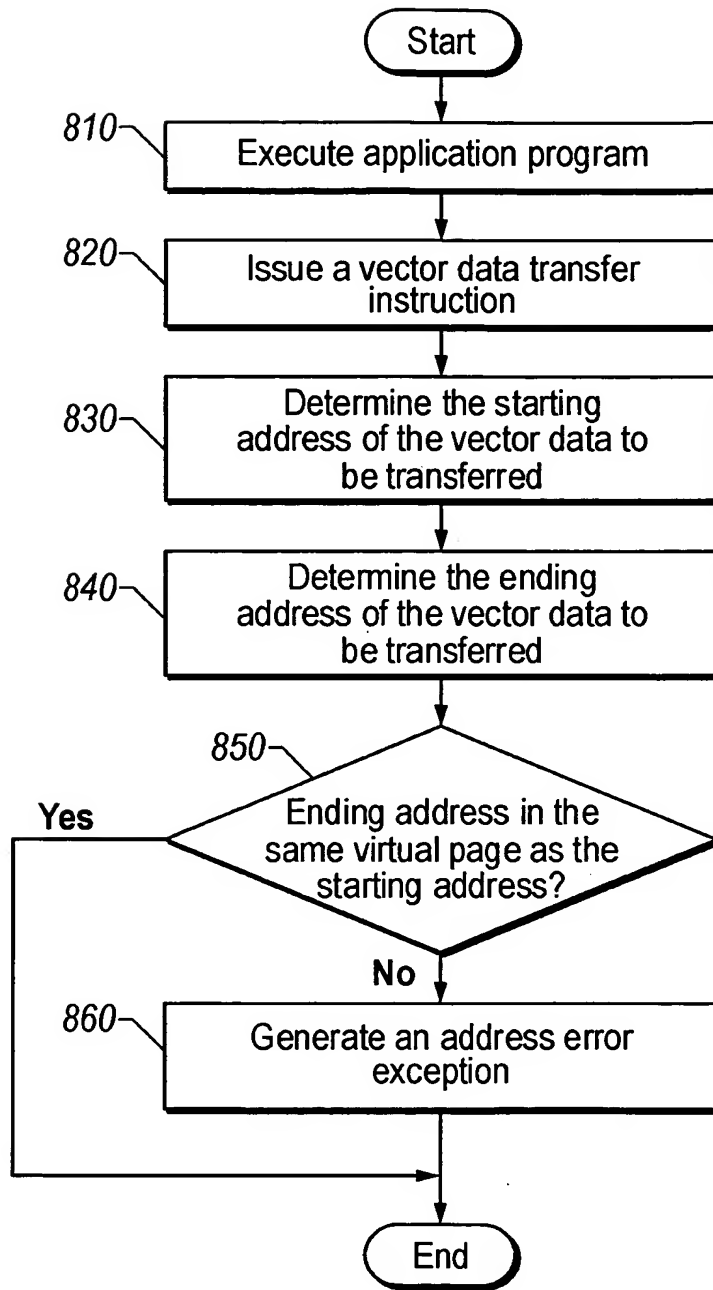 Start
810
Execute application program
820
Issue a vector data transfer
instruction
830
Determine the starting
address of the vector data to
be transferred
840
Determine the ending
address of the vector data to
be transferred
850
Yes
Ending address in the
same virtual page as the
starting address?
No
860
Generate an address error
exception
End